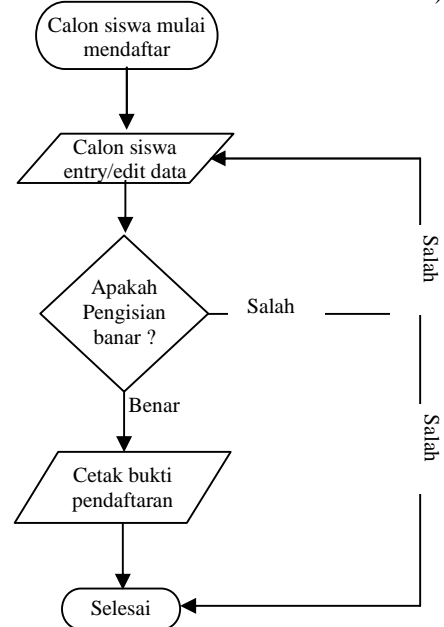 )
Calon siswa mulai
mendaftar
Calon siswa
entry/edit data
Apakah
Pengisian
banar ?
Salah
Salah
Benar
Salah
Cetak bukti
pendaftaran
Selesai